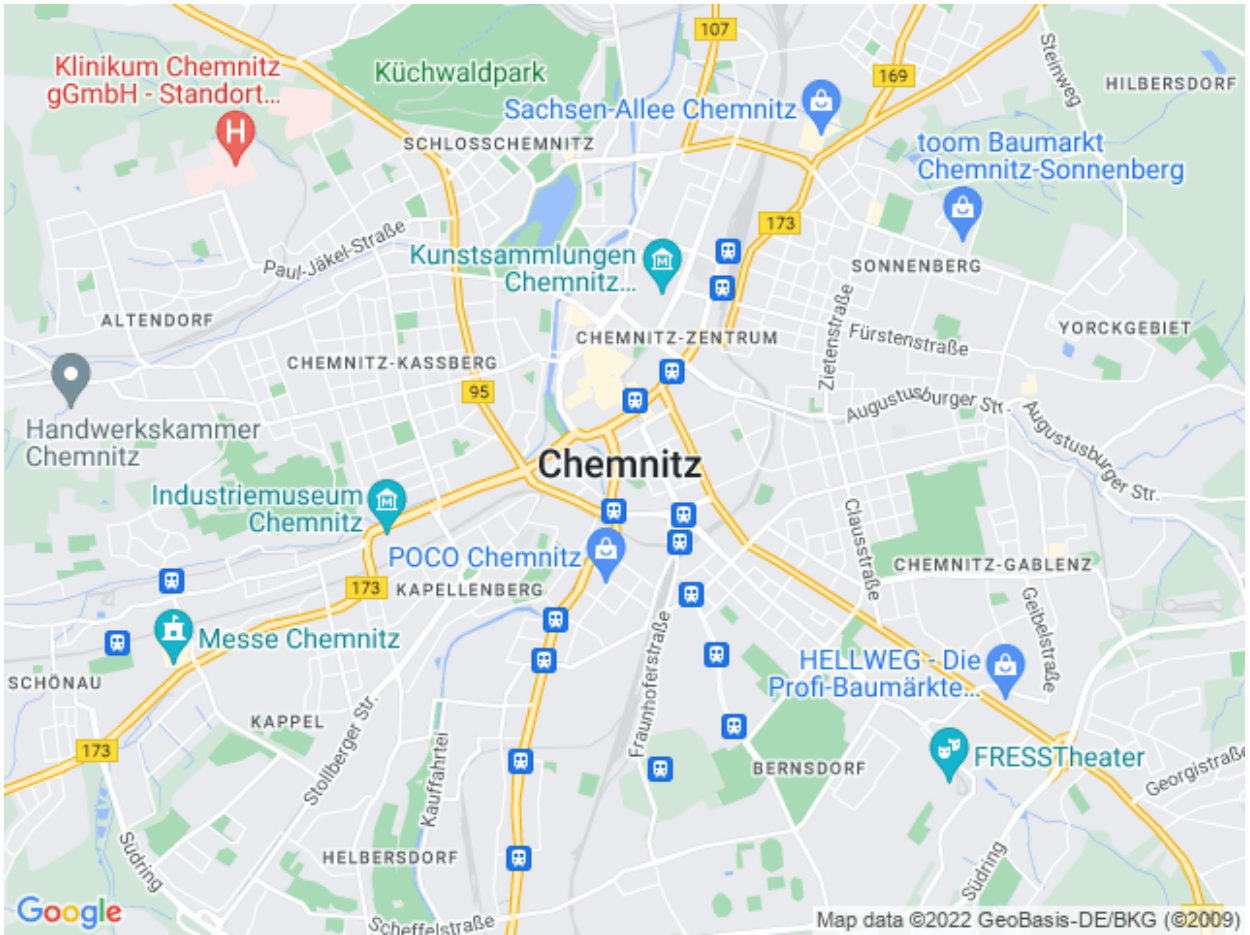 107
Klinikum Chemnitz
gGmbH - Standort...
Küchwaldpark
169
Steinweg
HILBERSDORF
Sachsen-Allee Chemnitz
SCHLOSSCHEMNITZ
toom Baumarkt
Chemnitz-Sonnenberg
Paul-Jäkel-Straße
173
Kunstsammlungen
Chemnitz...
SONNENBERG
ALTENDORF
CHEMNITZ-ZENTRUM
Zietenstraße
Fürstenstraße
YORCKGEBIET
CHEMNITZ-KASSBERG
95
Augustusburger Str.
Augustusburger Str.
Handwerkskammer
Chemnitz
Chemnitz
Industriemuseum
Chemnitz
Clausstraße
POCO Chemnitz
CHEMNITZ-GABLENZ
173
KAPELLENBERG
Geibelstraße
Messe Chemnitz
Fraunhoferstraße
HELLWEG - Die
Profi-Baumärkte...
SCHÖNAU
KAPPEL
Stollberger Str.
Kauffahrtei
173
BERNSDORF
FRESSTheater
Georgistraße
Südring
HELBERSDORF
Südring
Scheffelstraße
Google
Map data ©2022 GeoBasis-DE/BKG (©2009)